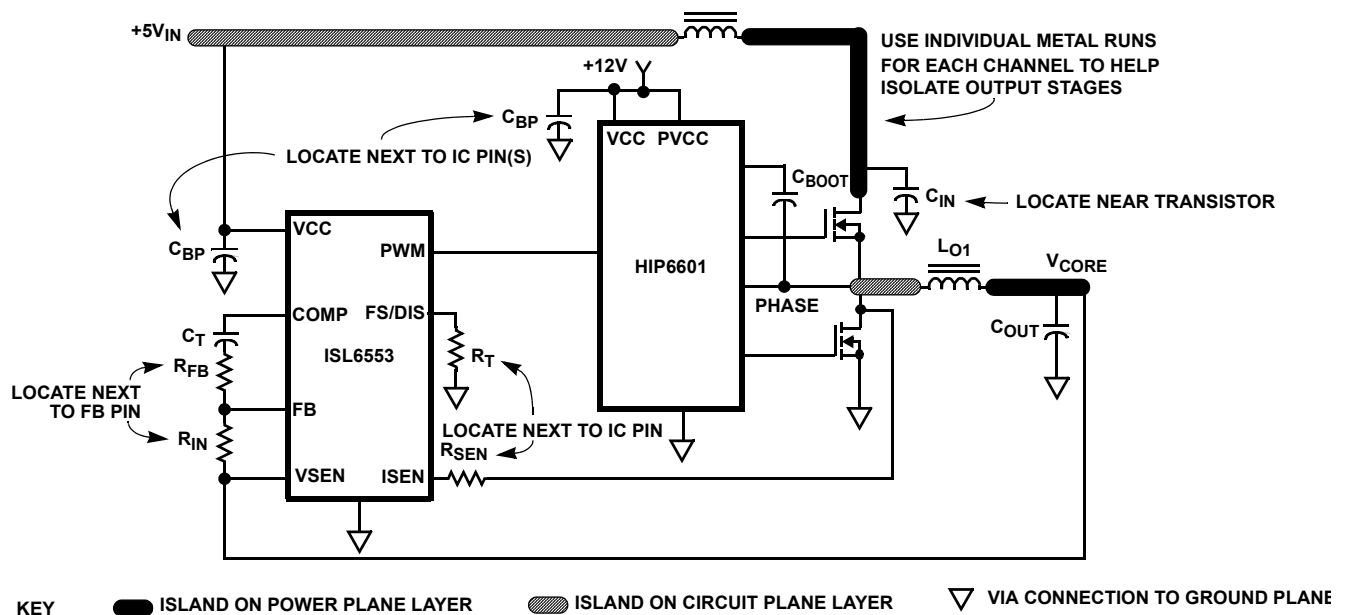 +5VIN
USE INDIVIDUAL METAL RUNS
FOR EACH CHANNEL TO HELP
ISOLATE OUTPUT STAGES
+12V
CBP
VCC PVCC
LOCATE NEXT TO IC PIN(S)
CBOOT
CIN
LOCATE NEAR TRANSISTOR
VCC
CBP
PWM
HIP6601
LO1
VCORE
PHASE
COMP
FS/DIS
CT
ISL6553
RT
COUT
RFB
LOCATE NEXT
TO FB PIN
FB
RIN
LOCATE NEXT TO IC PIN
RSEN
VSEN
ISEN
KEY
ISLAND ON POWER PLANE LAYER
ISLAND ON CIRCUIT PLANE LAYER
VIA CONNECTION TO GROUND PLANE